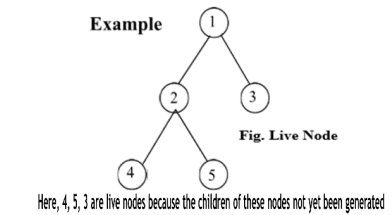 Example
1
2
3
Fig. Live Node
4
5
Here, 4, 5, 3 are live nodes because the children of these nodes not yet been generated